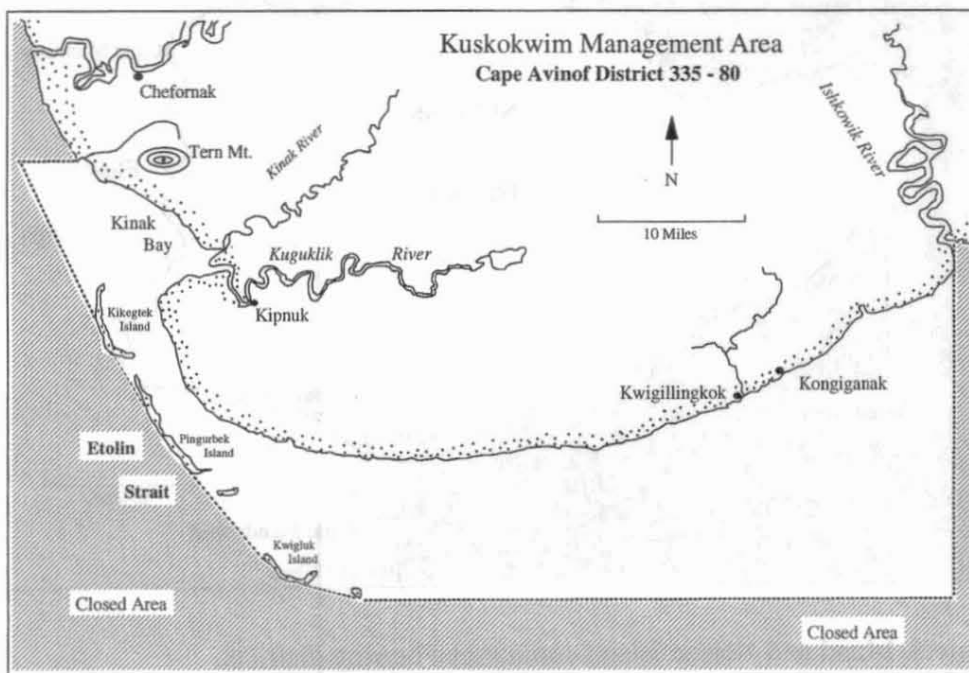 Kuskokwim Management Area
Cape Avinof District 335 - 80
Chefornak
Tern Mt.
Kinak River
Ishkowik River
N
10 Miles
Kinak
Bay
Kuguklik River
Kipnuk
Kikegtek
Island
Kwigillingkok
Kongiganak
Etolin
Strait
Pingurbek
Island
Kwigluk
Island
Closed Area
Closed Area